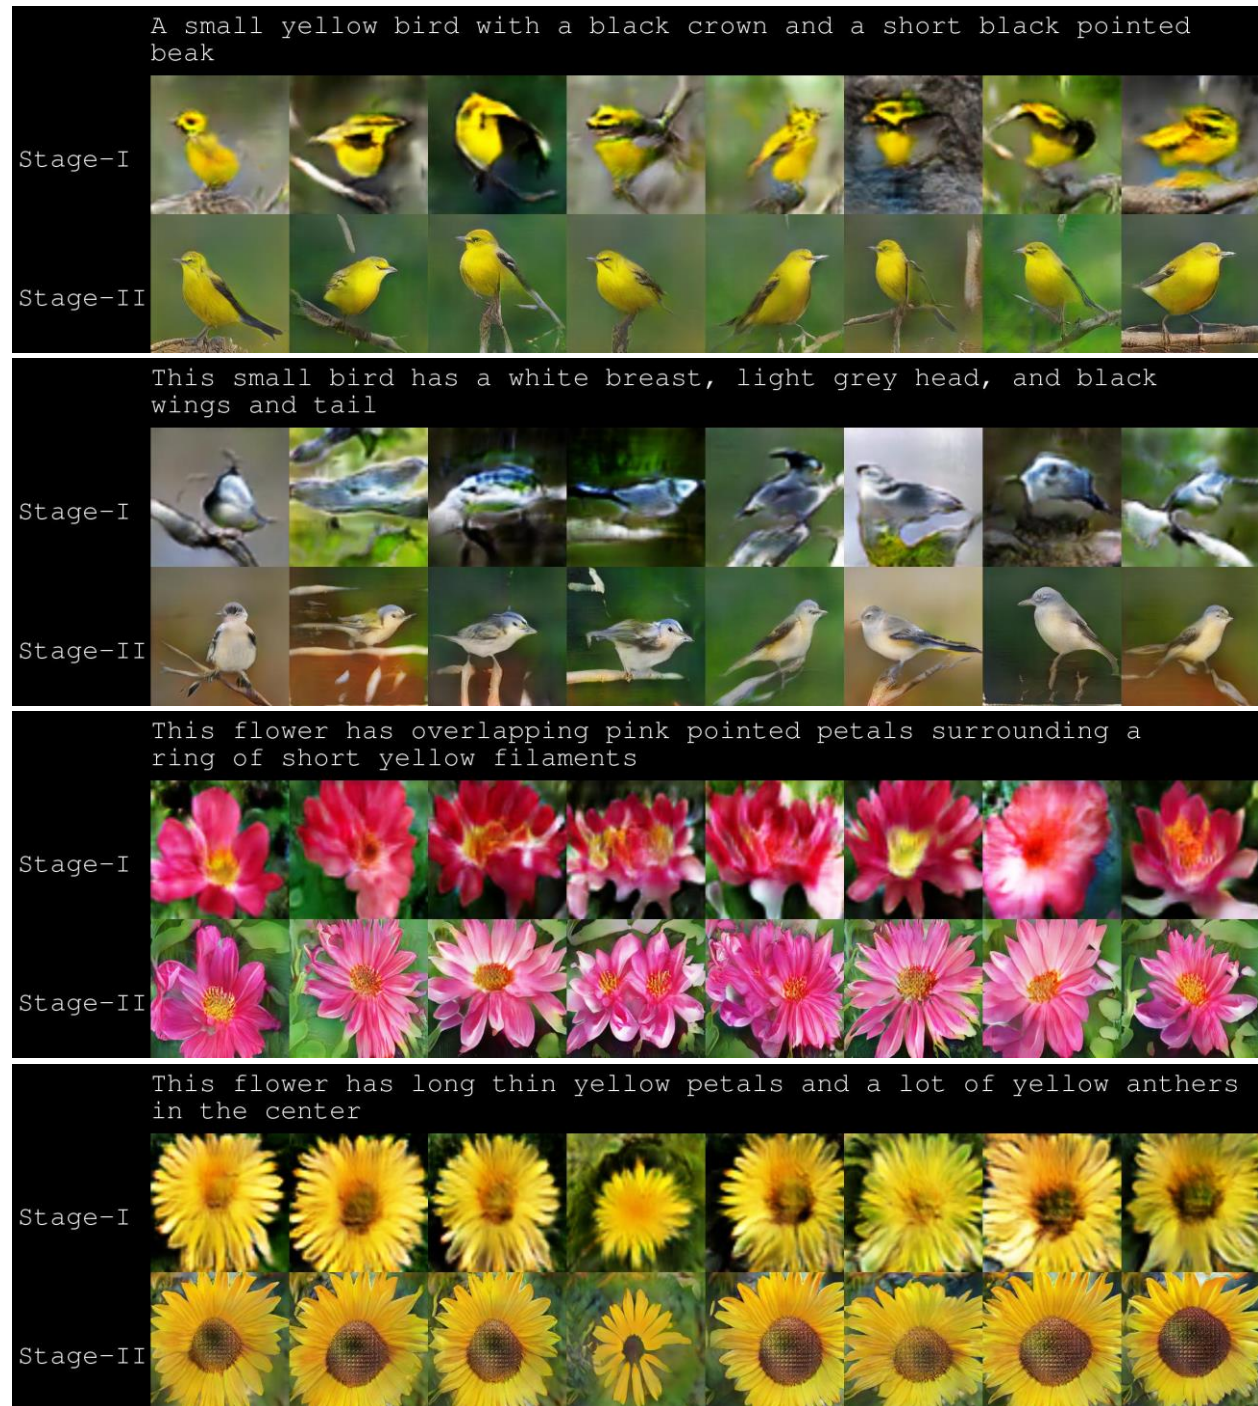 A small yellow bird with a black crown and a short black pointed
beak
Stage-I
Stage-II
This small bird has a white breast, light grey head, and black
wings and tail
Stage-I
Stage-II
This flower has overlapping pink pointed petals surrounding a
ring of short yellow filaments
Stage-I
Stage-II
This flower has long thin yellow petals and a lot of yellow anthers
in the center
Stage-I
Stage-II